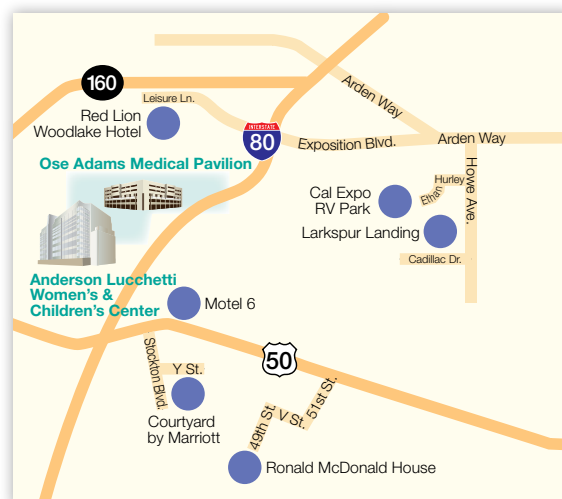 160
Leisure Ln.
Red Lion
Woodlake Hotel
Arden Way
INTERSTATE
80
Exposition Blvd.
Arden Way
Ose Adams Medical Pavilion
Howe Ave.
Hurley
Ethan
Cal Expo
RV Park
Larkspur Landing
Cadillac Dr.
Anderson Lucchetti
Women's &
Children's Center
Motel 6
50
Stockton Blvd.
Y St.
Courtyard
by Marriott
49th St.
V St.
51st St.
Ronald McDonald House